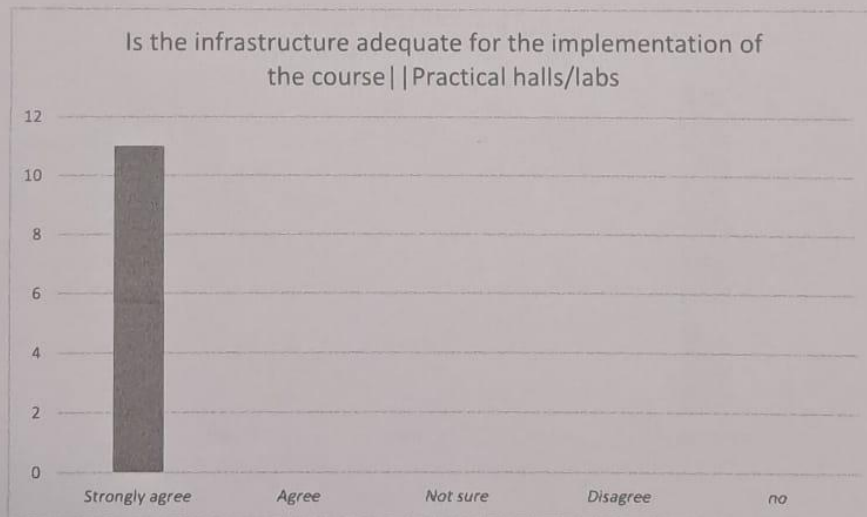 Is the infrastructure adequate for the implementation of
the course||Practical halls/labs
12
10
8
6
4
2
0
Strongly agree Agree Not sure Disagree no